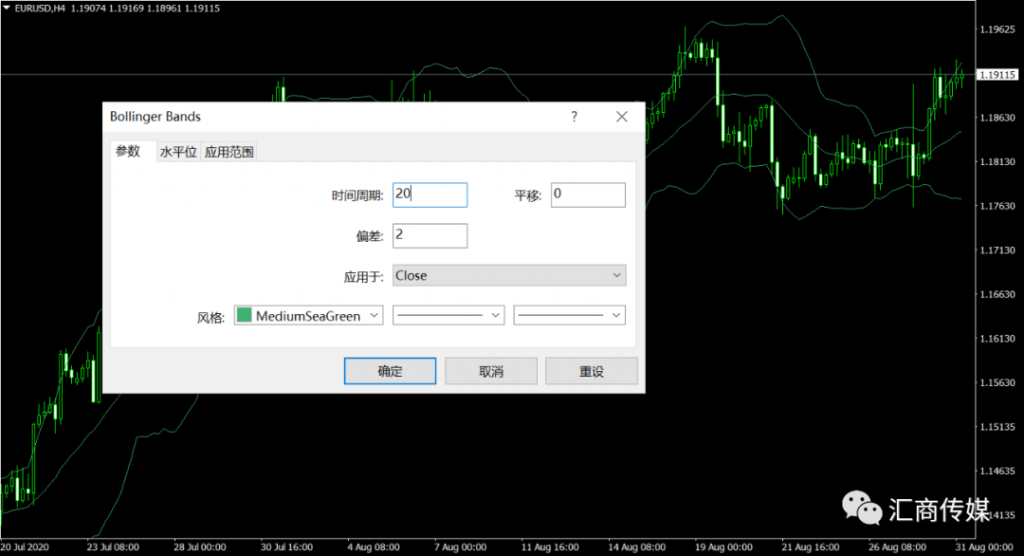 EURUSD,H4 1.19074 1.19169 1.18961 1.19115
1.19625
1.19115
1.18630
1.18130
1.17630
1.17130
1.16630
1.16130
1.15630
1.15135
1.14635
14135
Bollinger Bands
参数 水平位 应用范围
时间周期: 20 平移: 0
偏差: 2
应用于: Close
风格: MediumSeaGreen
确定 取消 重设
汇商传媒
20 Jul 2020 23 Jul 08:00 28 Jul 00:00 30 Jul 16:00 4 Aug 08:00 7 Aug 00:00 11 Aug 16:00 14 Aug 08:00 19 Aug 00:00 21 Aug 16:00 26 Aug 08:00 31 Aug 00:00